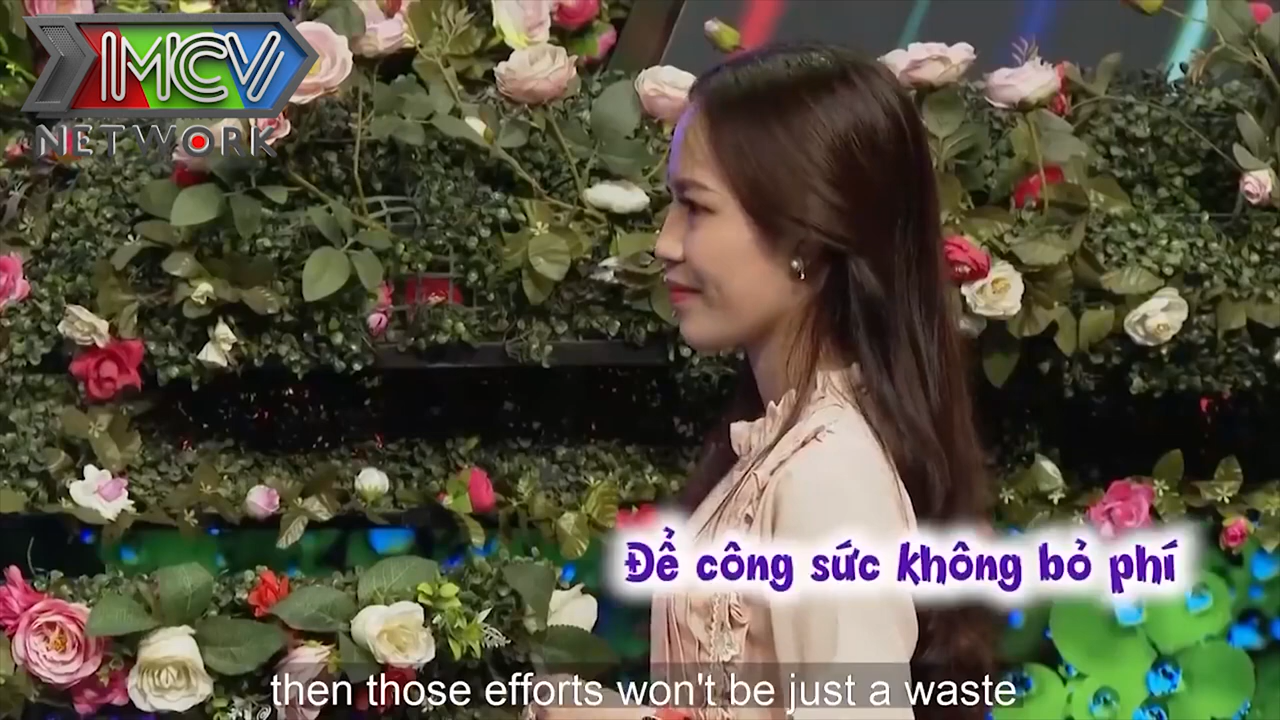 MCV
NETWORK
Để công sức không bỏ phí
then those efforts won't be just a waste